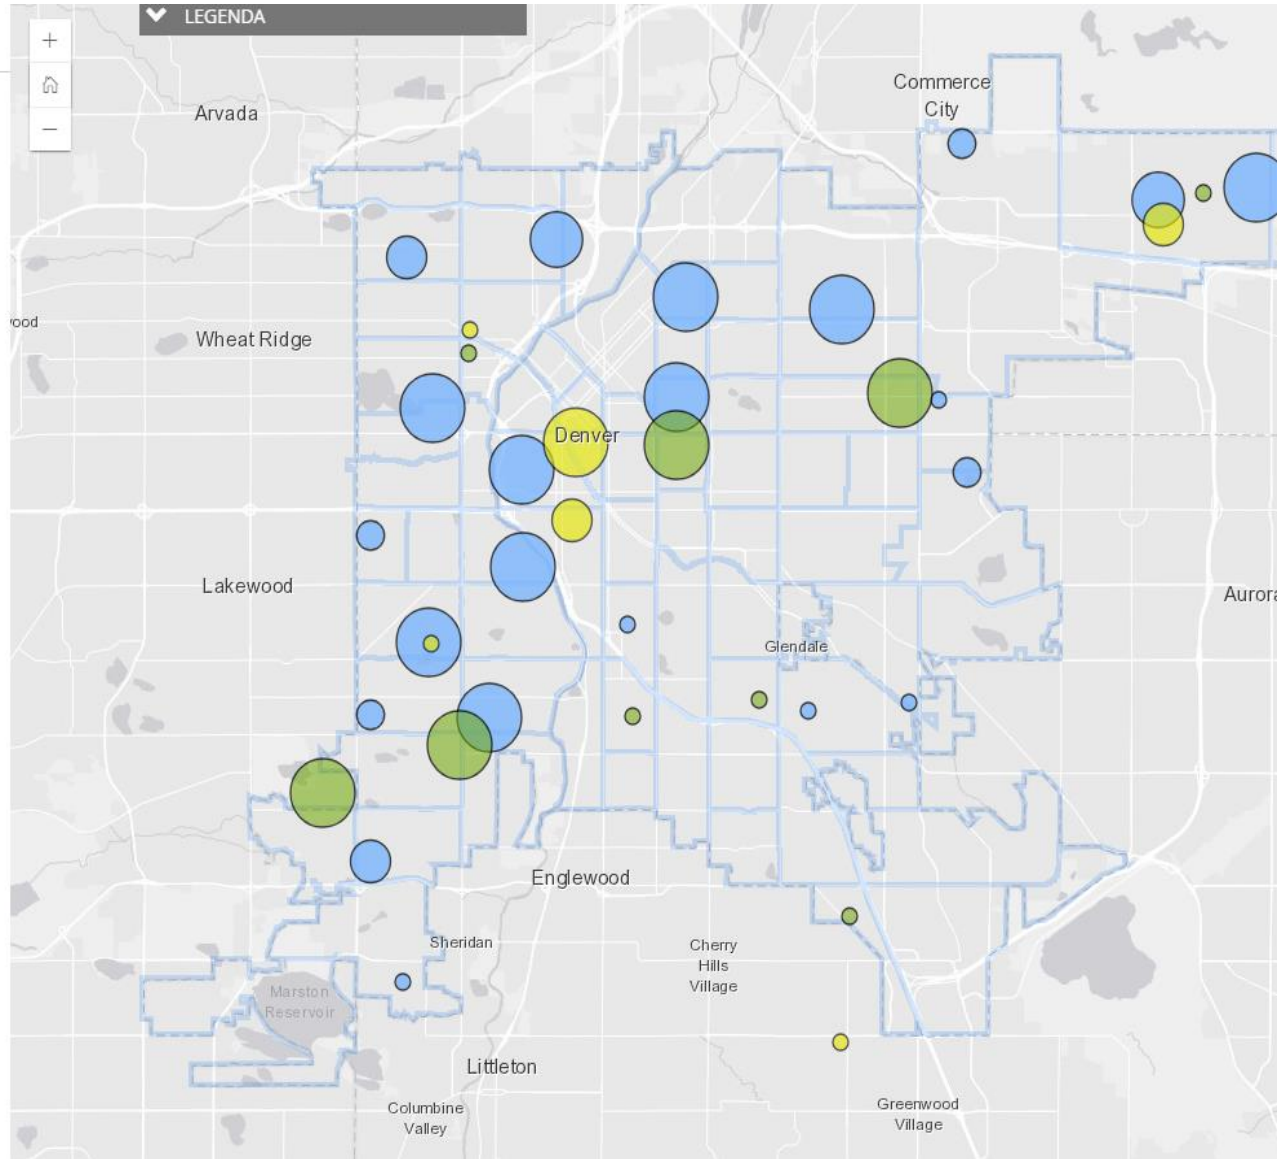 LEGENDA
+
−
Commerce
City
Arvada
Wheat Ridge
Denver
Lakewood
Aurora
Glendale
Englewood
Sheridan
Cherry
Hills
Village
Marston
Reservoir
Littleton
Columbine
Valley
Greenwood
Village